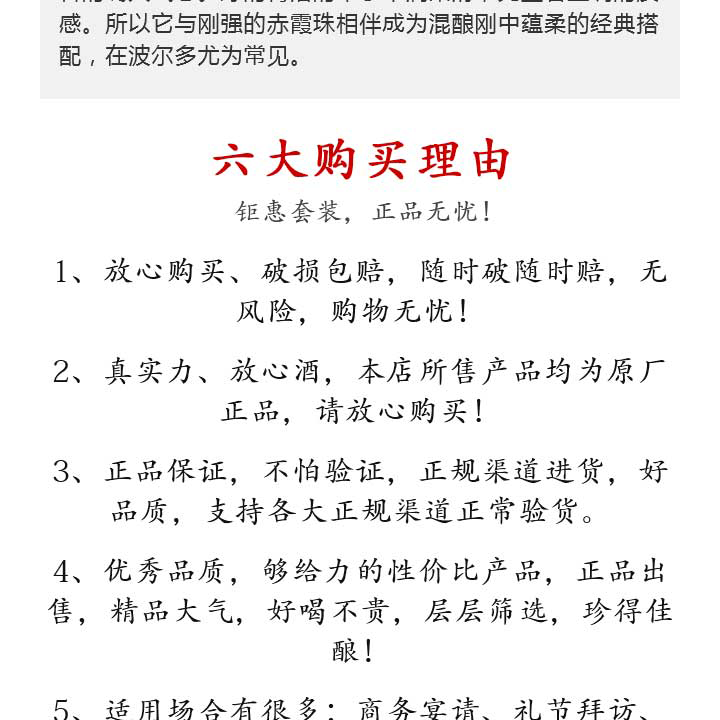 感。所以它与刚强的赤霞珠相伴成为混酿刚中蕴柔的经典搭
配，在波尔多尤为常见。
六大购买理由
钜惠套装，正品无忧！
1、放心购买、破损包赔，随时破随时赔，无
风险，购物无忧！
2、真实力、放心酒，本店所售产品均为原厂
正品，请放心购买！
3、正品保证，不怕验证，正规渠道进货，好
品质，支持各大正规渠道正常验货。
4、优秀品质，够给力的性价比产品，正品出
售，精品大气，好喝不贵，层层筛选，珍得佳
酿！
5、适用场合有很多：商务宴请、礼节拜访、